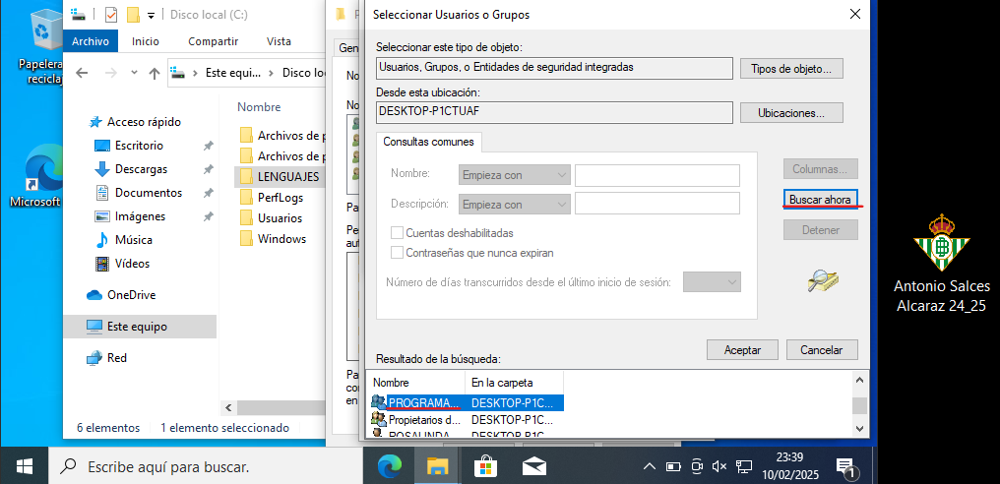 Papelera
recicla
Microsoft
Disco local (C:)
Archivo
Inicio
Compartir
Vista
Este equi...
Disco loc
Nombre
Acceso rápido
Escritorio
Descargas
Documentos
Imágenes
Música
Vídeos
OneDrive
Este equipo
Red
Archivos de p
Archivos de p
LENGUAJES
PerfLogs
Usuarios
Windows
6 elementos
1 elemento seleccionado
Gen
No
Pa
Pe
aut
Pa
co
en
Seleccionar Usuarios o Grupos
Seleccionar este tipo de objeto:
Usuarios, Grupos, o Entidades de seguridad integradas
Tipos de objeto...
Desde esta ubicación:
DESKTOP-P1CTUAF
Ubicaciones...
Consultas comunes
Nombre:
Empieza con
Descripción:
Empieza con
Cuentas deshabilitadas
Contraseñas que nunca expiran
Número de días transcurridos desde el último inicio de sesión:
Columnas...
Buscar ahora
Detener
Aceptar
Cancelar
Resultado de la búsqueda:
Nombre
En la carpeta
PROGRAMA...
DESKTOP-P1C...
Propietarios d...
DESKTOP-P1C...
ROSALINDA
DESKTOP-P1C
Escribe aquí para buscar.
23:39
10/02/2025
1
Antonio Salces
Alcaraz 24_25